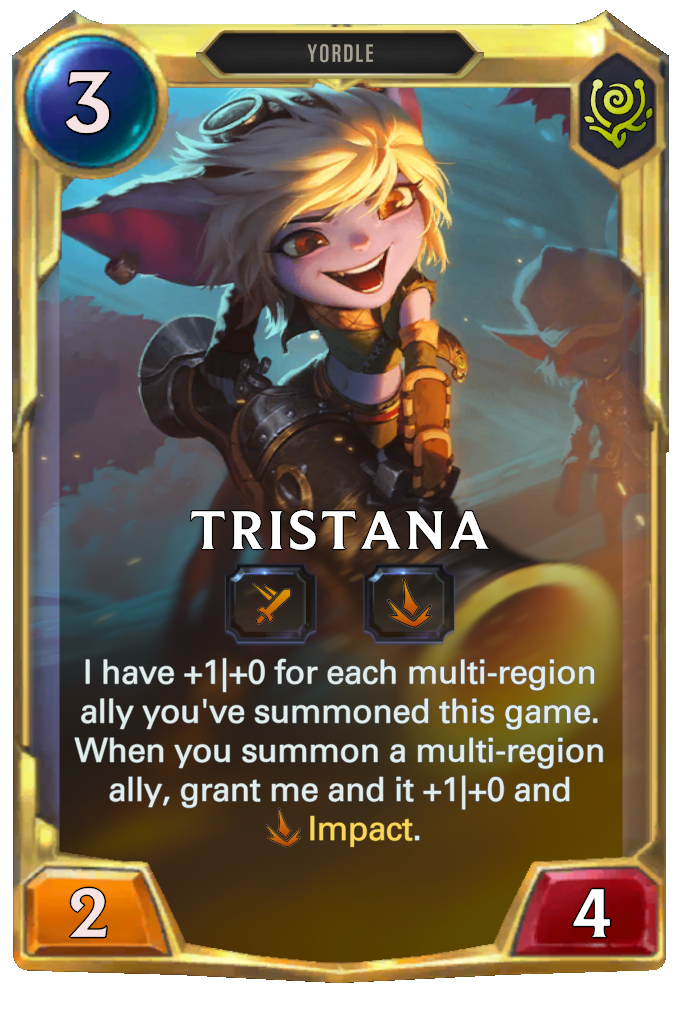 YORDLE
3
TRISTANA
I have +1|+0 for each multi-region
ally you've summoned this game.
When you summon a multi-region
ally, grant me and it +1|+0 and
Impact.
2
4